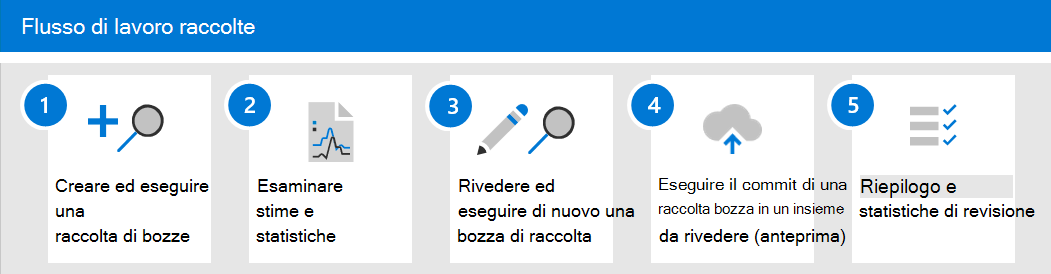 Flusso di lavoro raccolte
1
Creare ed eseguire
una
raccolta di bozze
2
Esaminare
stime e
statistiche
3
Rivedere ed
eseguire di nuovo una
bozza di raccolta
4
Eseguire il commit di una
raccolta bozza in un insieme
da rivedere (anteprima)
5
Riepilogo e
statistiche di revisione